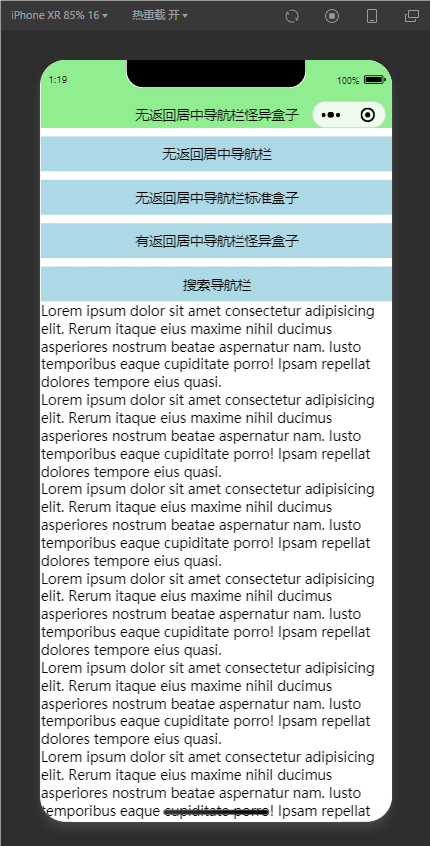 iPhone XR 85% 16
热重载 开
1:19
100%
无返回居中导航栏怪异盒子
无返回居中导航栏
无返回居中导航栏标准盒子
有返回居中导航栏怪异盒子
搜索导航栏
Lorem ipsum dolor sit amet consectetur adipisicing
elit. Rerum itaque eius maxime nihil ducimus
asperiores nostrum beatae aspernatur nam. Iusto
temporibus eaque cupiditate porro! Ipsam repellat
dolores tempore eius quasi.
Lorem ipsum dolor sit amet consectetur adipisicing
elit. Rerum itaque eius maxime nihil ducimus
asperiores nostrum beatae aspernatur nam. Iusto
temporibus eaque cupiditate porro! Ipsam repellat
dolores tempore eius quasi.
Lorem ipsum dolor sit amet consectetur adipisicing
elit. Rerum itaque eius maxime nihil ducimus
asperiores nostrum beatae aspernatur nam. Iusto
temporibus eaque cupiditate porro! Ipsam repellat
dolores tempore eius quasi.
Lorem ipsum dolor sit amet consectetur adipisicing
elit. Rerum itaque eius maxime nihil ducimus
asperiores nostrum beatae aspernatur nam. Iusto
temporibus eaque cupiditate porro! Ipsam repellat
dolores tempore eius quasi.
Lorem ipsum dolor sit amet consectetur adipisicing
elit. Rerum itaque eius maxime nihil ducimus
asperiores nostrum beatae aspernatur nam. Iusto
temporibus eaque cupiditate porro! Ipsam repellat
dolores tempore eius quasi.
Lorem ipsum dolor sit amet consectetur adipisicing
elit. Rerum itaque eius maxime nihil ducimus
asperiores nostrum beatae aspernatur nam. Iusto
temporibus eaque cupiditate porro! Ipsam repellat